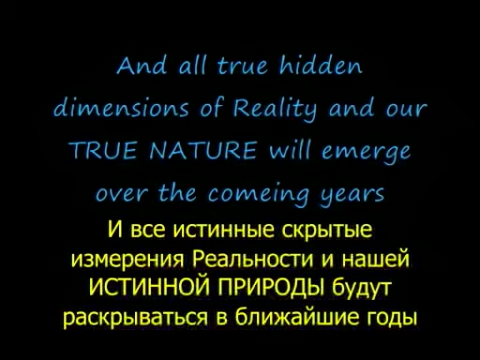 And all true hidden
dimensions of Reality and our
TRUE NATURE will emerge
over the comeing years
И все истинные скрытые
измерения Реальности и нашей
ИСТИННОЙ ПРИРОДЫ будут
раскрываться в ближайшие годы